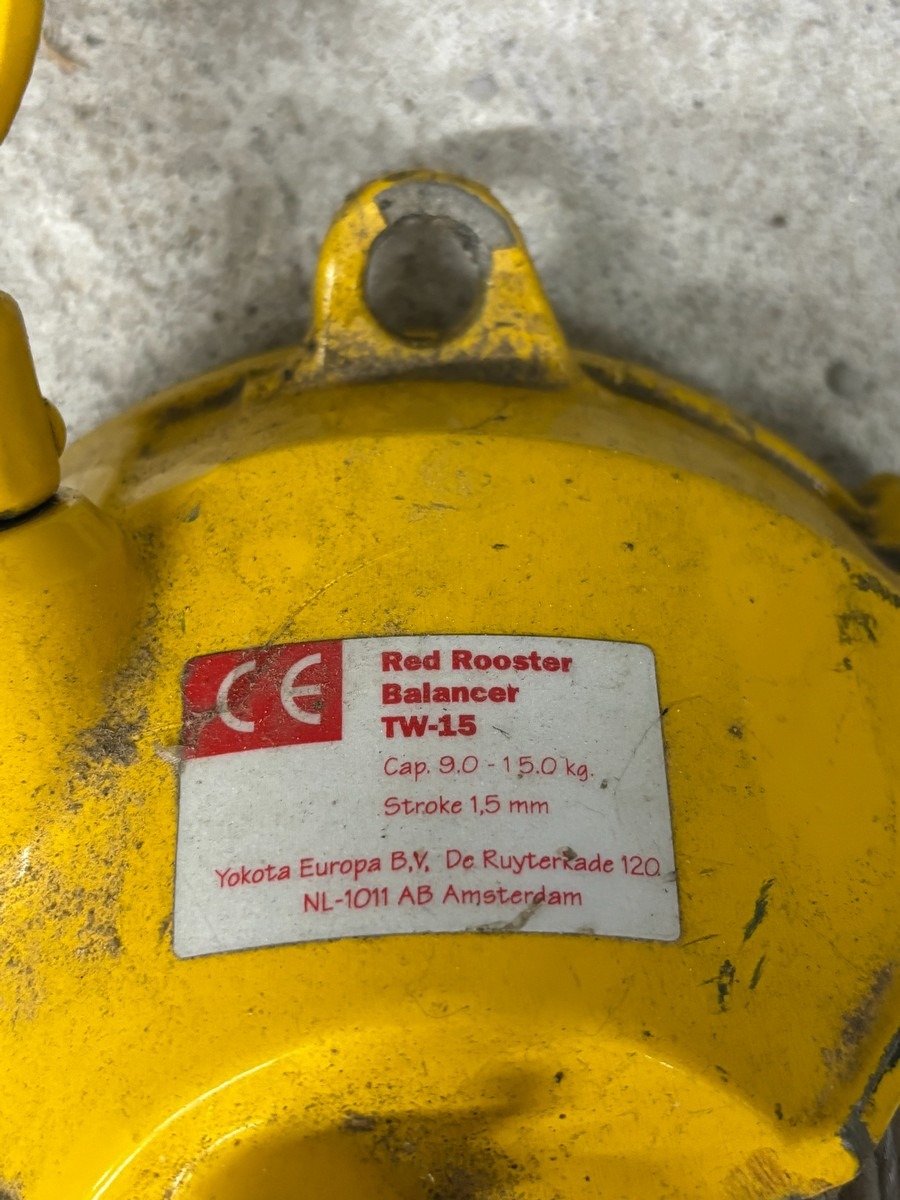 CE
Red Rooster
Balancer
TW-15
Cap. 9.0 - 15.0 kg.
Stroke 1,5 mm
Yokota Europa B.V. De Ruyterkade 120
NL-1011 AB Amsterdam